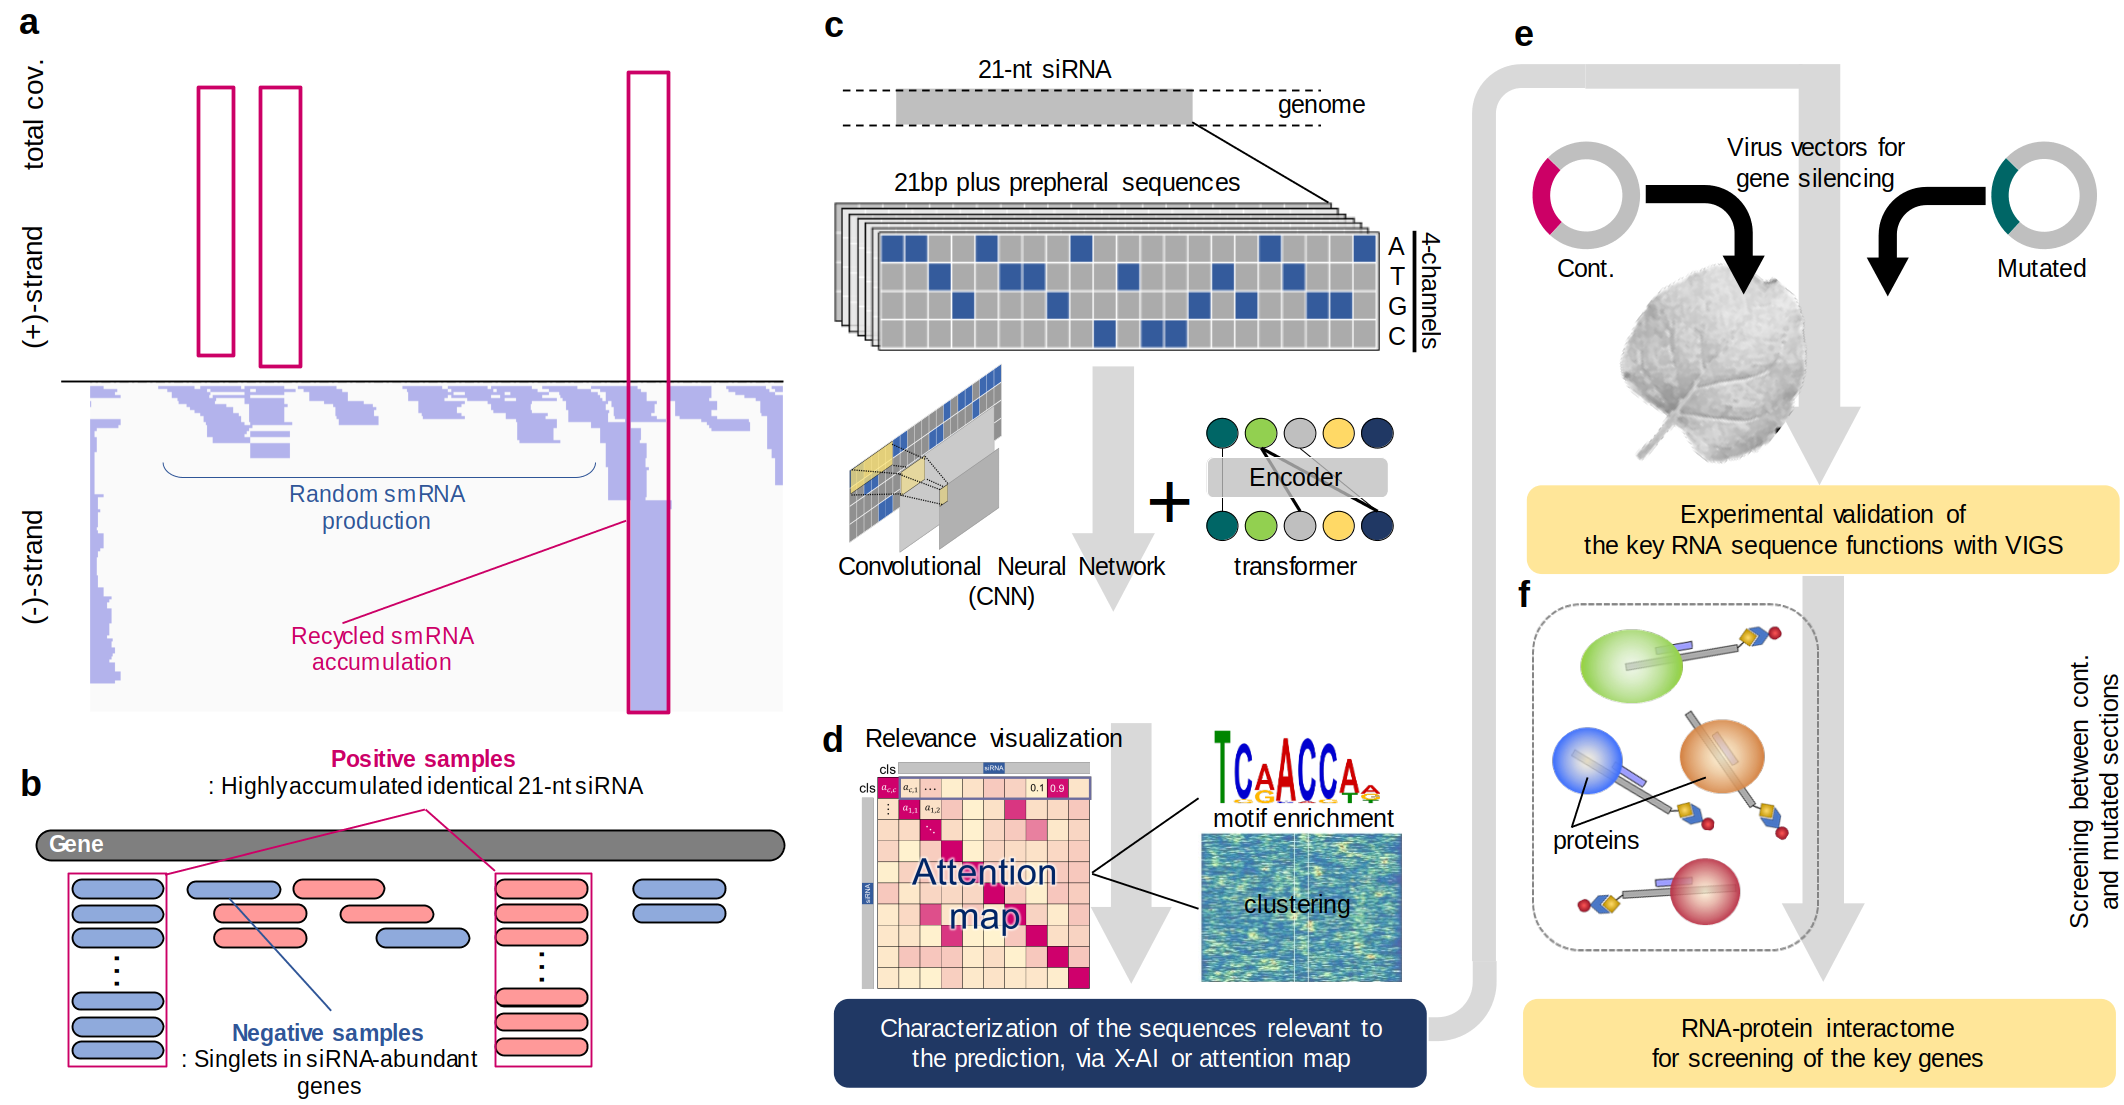 a
total cov.
(+)-strand
(-)-strand
Random smRNA
production
Recycled smRNA
accumulation
b
Positive samples
: Highly accumulated identical 21-nt siRNA
Gene
Negative samples
: Singlets in siRNA-abundant
genes
c
21-nt siRNA
genome
21bp plus prepheral sequences
A
T
G
C
4-channels
Encoder
+
Convolutional Neural Network
(CNN)
transformer
d
Relevance visualization
cls
siRNA
cls
a c,c
a c,1
...
0.1
0.9
a 1,1
a 1,2
siRNA
Attention
map
TCAACCA
motif enrichment
clustering
Characterization of the sequences relevant to
the prediction, via X-AI or attention map
e
Virus vectors for
gene silencing
Cont.
Mutated
Experimental validation of
the key RNA sequence functions with VIGS
f
proteins
Screening between cont.
and mutated sections
RNA-protein interactome
for screening of the key genes